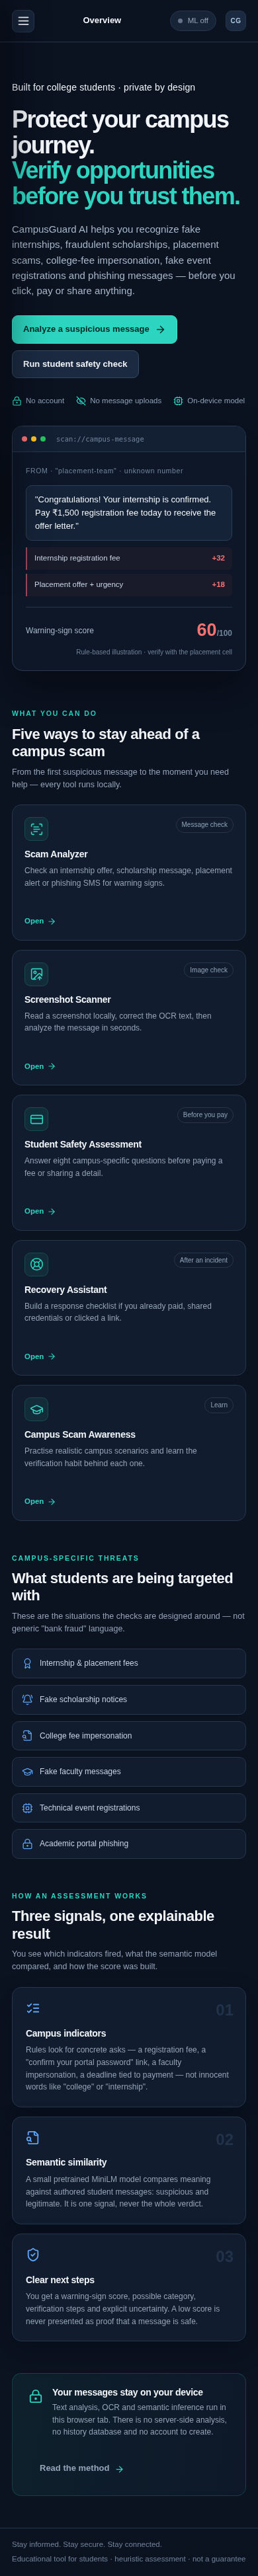 Overview
ML off
CG
Built for college students · private by design
Protect your campus
journey.
Verify opportunities
before you trust them.
CampusGuard AI helps you recognize fake
internships, fraudulent scholarships, placement
scams, college-fee impersonation, fake event
registrations and phishing messages — before you
click, pay or share anything.
Analyze a suspicious message
Run student safety check
No account
No message uploads
On-device model
scan://campus-message
FROM · "placement-team" · unknown number
"Congratulations! Your internship is confirmed.
Pay ₹1,500 registration fee today to receive the
offer letter."
Internship registration fee +32
Placement offer + urgency +18
Warning-sign score 60/100
Rule-based illustration · verify with the placement cell
WHAT YOU CAN DO
Five ways to stay ahead of a
campus scam
From the first suspicious message to the moment you need
help — every tool runs locally.
Message check
Scam Analyzer
Check an internship offer, scholarship message, placement
alert or phishing SMS for warning signs.
Open
Image check
Screenshot Scanner
Read a screenshot locally, correct the OCR text, then
analyze the message in seconds.
Open
Before you pay
Student Safety Assessment
Answer eight campus-specific questions before paying a
fee or sharing a detail.
Open
After an incident
Recovery Assistant
Build a response checklist if you already paid, shared
credentials or clicked a link.
Open
Learn
Campus Scam Awareness
Practise realistic campus scenarios and learn the
verification habit behind each one.
Open
CAMPUS-SPECIFIC THREATS
What students are being targeted
with
These are the situations the checks are designed around — not
generic "bank fraud" language.
Internship & placement fees
Fake scholarship notices
College fee impersonation
Fake faculty messages
Technical event registrations
Academic portal phishing
HOW AN ASSESSMENT WORKS
Three signals, one explainable
result
You see which indicators fired, what the semantic model
compared, and how the score was built.
01
Campus indicators
Rules look for concrete asks — a registration fee, a
"confirm your portal password" link, a faculty
impersonation, a deadline tied to payment — not innocent
words like "college" or "internship".
02
Semantic similarity
A small pretrained MiniLM model compares meaning
against authored student messages: suspicious and
legitimate. It is one signal, never the whole verdict.
03
Clear next steps
You get a warning-sign score, possible category,
verification steps and explicit uncertainty. A low score is
never presented as proof that a message is safe.
Your messages stay on your device
Text analysis, OCR and semantic inference run in
this browser tab. There is no server-side analysis,
no history database and no account to create.
Read the method
Stay informed. Stay secure. Stay connected.
Educational tool for students · heuristic assessment · not a guarantee